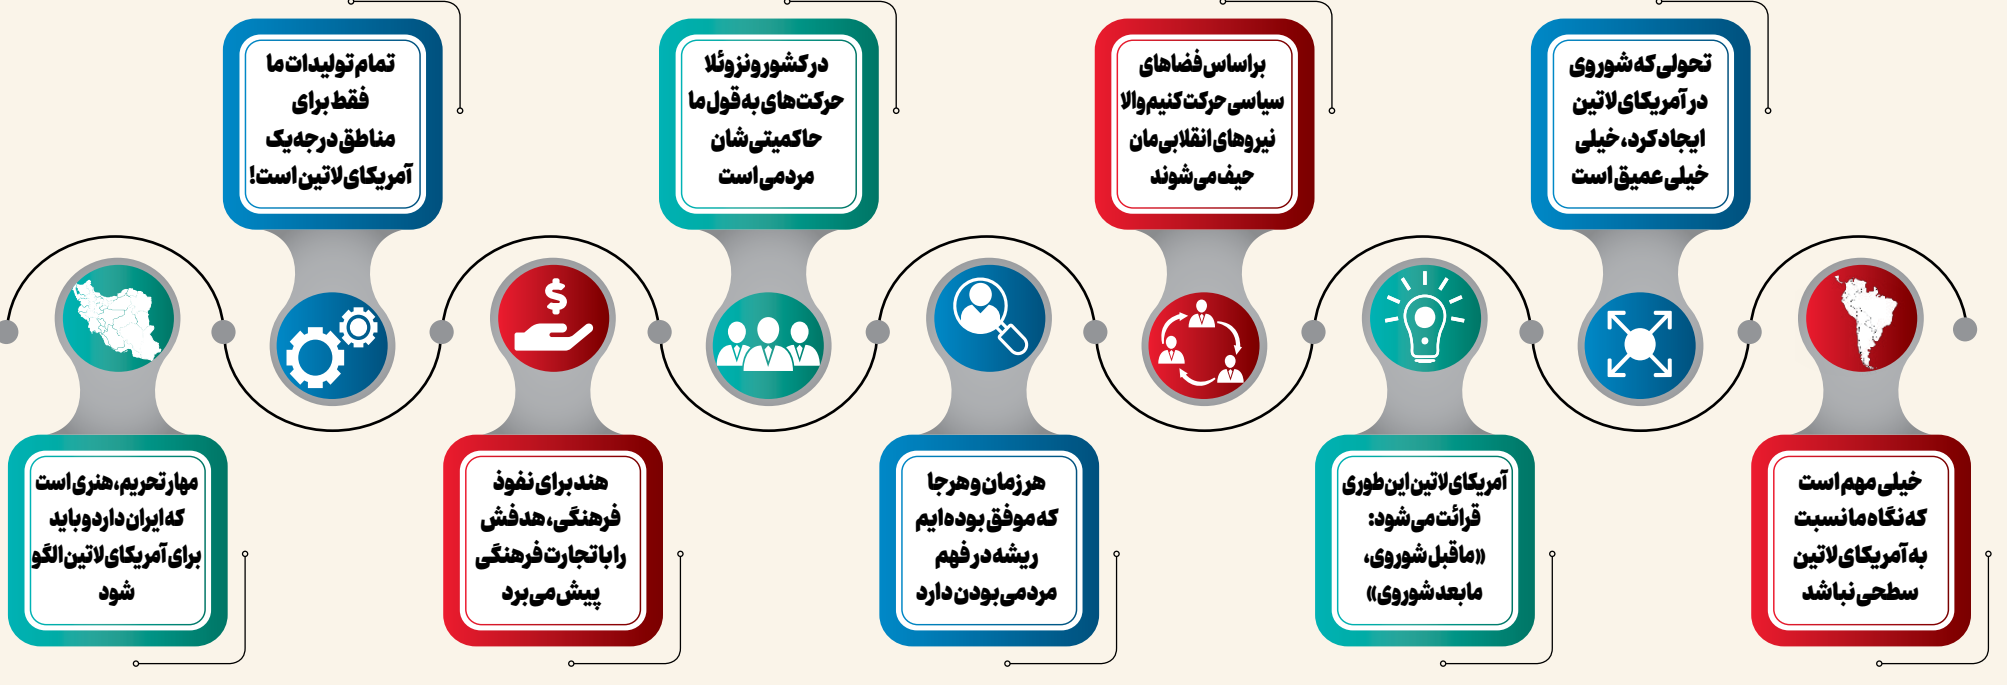 خیلی مهم است
که نگاه ما نسبت
به آمریکای لاتین
سطحی نباشد
تحولی که شوروی
در آمریکای لاتین
ایجاد کرد، خیلی
خیلی عمیق است
آمریکای لاتین این‌طوری
قرائت می‌شود:
«ما قبل شوروی،
ما بعد شوروی»
براساس فضاهای
سیاسی حرکت کنیم والا
نیروهای انقلابی‌مان
حیف می‌شوند
هر زمان و هر جا
که موفق بوده‌ایم
ریشه در فهم
مردمی بودن دارد
در کشور ونزوئلا
حرکت‌های به قول ما
حاکمیتی‌شان
مردمی است
هند برای نفوذ
فرهنگی، هدفش
را با تجارت فرهنگی
پیش می‌برد
تمام تولیدات ما
فقط برای
مناطق درجه یک
آمریکای لاتین است!
مهار تحریم، هنری است
که ایران دارد و باید
برای آمریکای لاتین الگو
شود